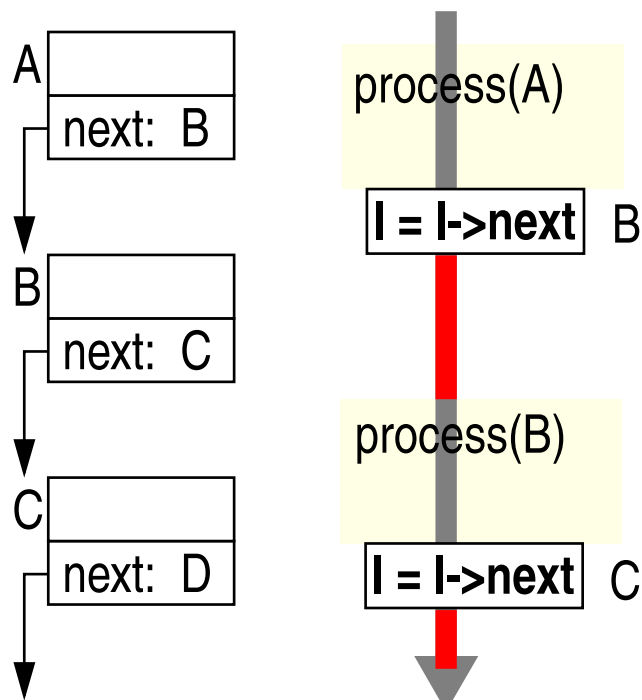 A
next: B
B
next: C
C
next: D
process(A)
l = l->next B
process(B)
l = l->next C